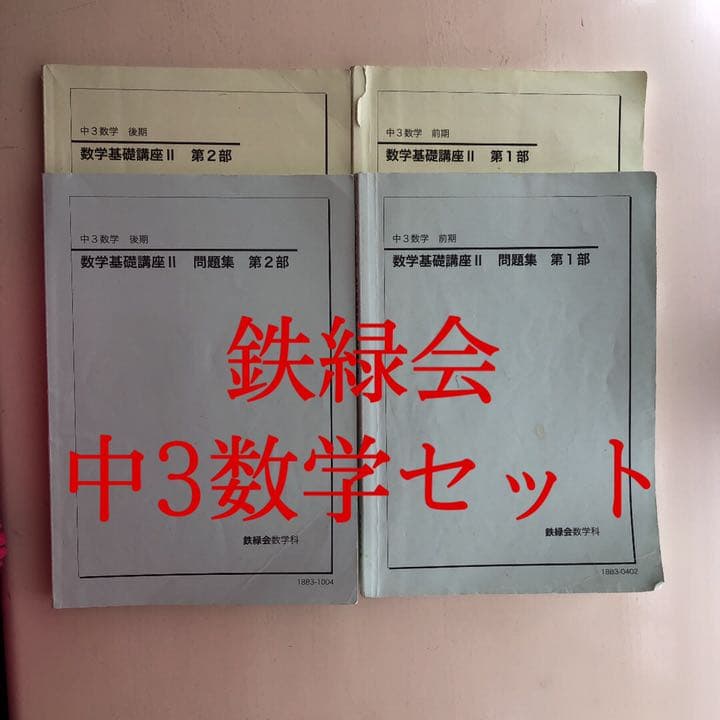 中3数学 後期
数学基礎講座Ⅱ 第2部
中3数学 前期
数学基礎講座Ⅱ 第1部
中3数学 後期
数学基礎講座Ⅱ 問題集 第2部
中3数学 前期
数学基礎講座Ⅱ 問題集 第1部
鉄緑会
中3数学セット
鉄緑会数学科
18B3-1004
鉄緑会数学科
18B3-0402